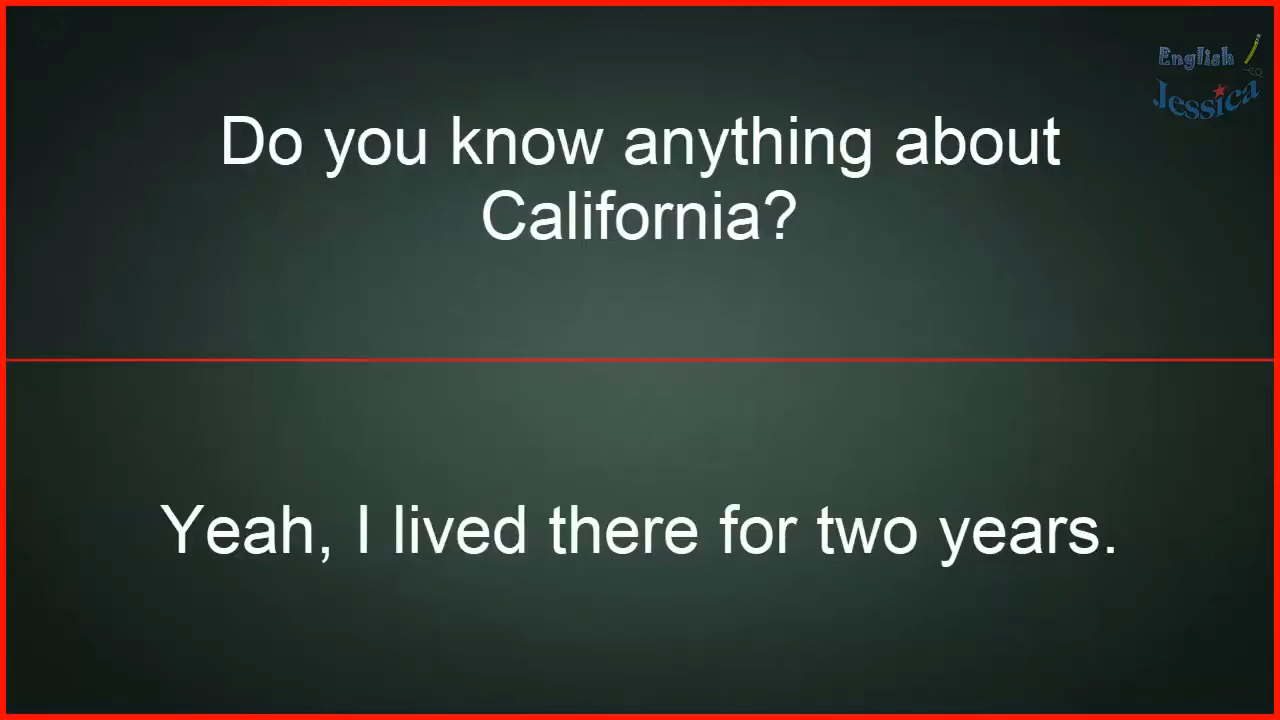 English
Jessica
Do you know anything about
California?
Yeah, I lived there for two years.